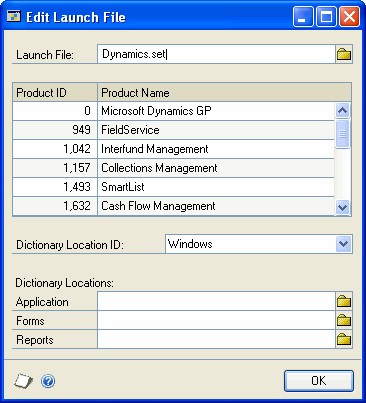 Edit Launch File
Launch File: Dynamics.set
Product ID Product Name
0 Microsoft Dynamics GP
949 FieldService
1,042 Interfund Management
1,157 Collections Management
1,493 SmartList
1,632 Cash Flow Management
Dictionary Location ID: Windows
Dictionary Locations:
Application
Forms
Reports
OK